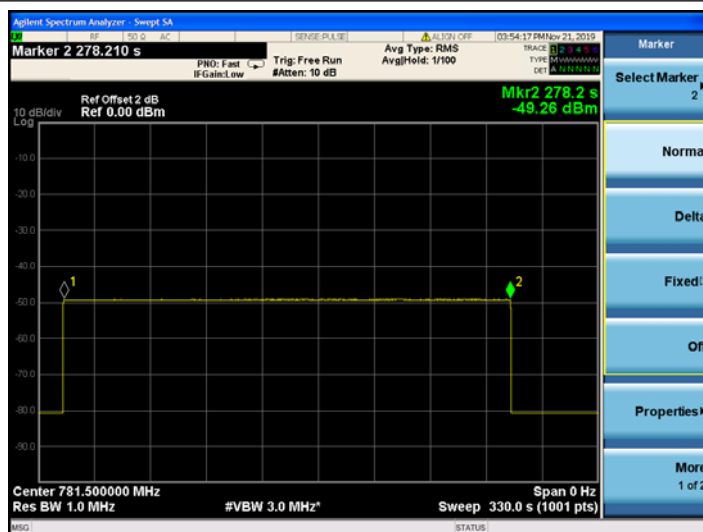 Agilent Spectrum Analyzer - Swept SA
RF 50 Ω AC SENSE:PULSE ALIGN OFF 03:54:17 PM Nov 21, 2019
Marker 2 278.210 s
PNO: Fast
IFGain:Low
Trig: Free Run
#Atten: 10 dB
Avg Type: RMS
Avg|Hold: 1/100
TRACE 1 2 3 4 5 6
TYPE M W W W W W
DET A N N N N N
Mkr2 278.2 s
-49.26 dBm
Ref Offset 2 dB
10 dB/div Ref 0.00 dBm
Log
-10.0
-20.0
-30.0
-40.0
1
2
-50.0
-60.0
-70.0
-80.0
-90.0
Center 781.500000 MHz Span 0 Hz
Res BW 1.0 MHz #VBW 3.0 MHz* Sweep 330.0 s (1001 pts)
MSG STATUS
Marker
Select Marker
2
Norma
Delta
Fixed
Off
Properties
More
1 of 2